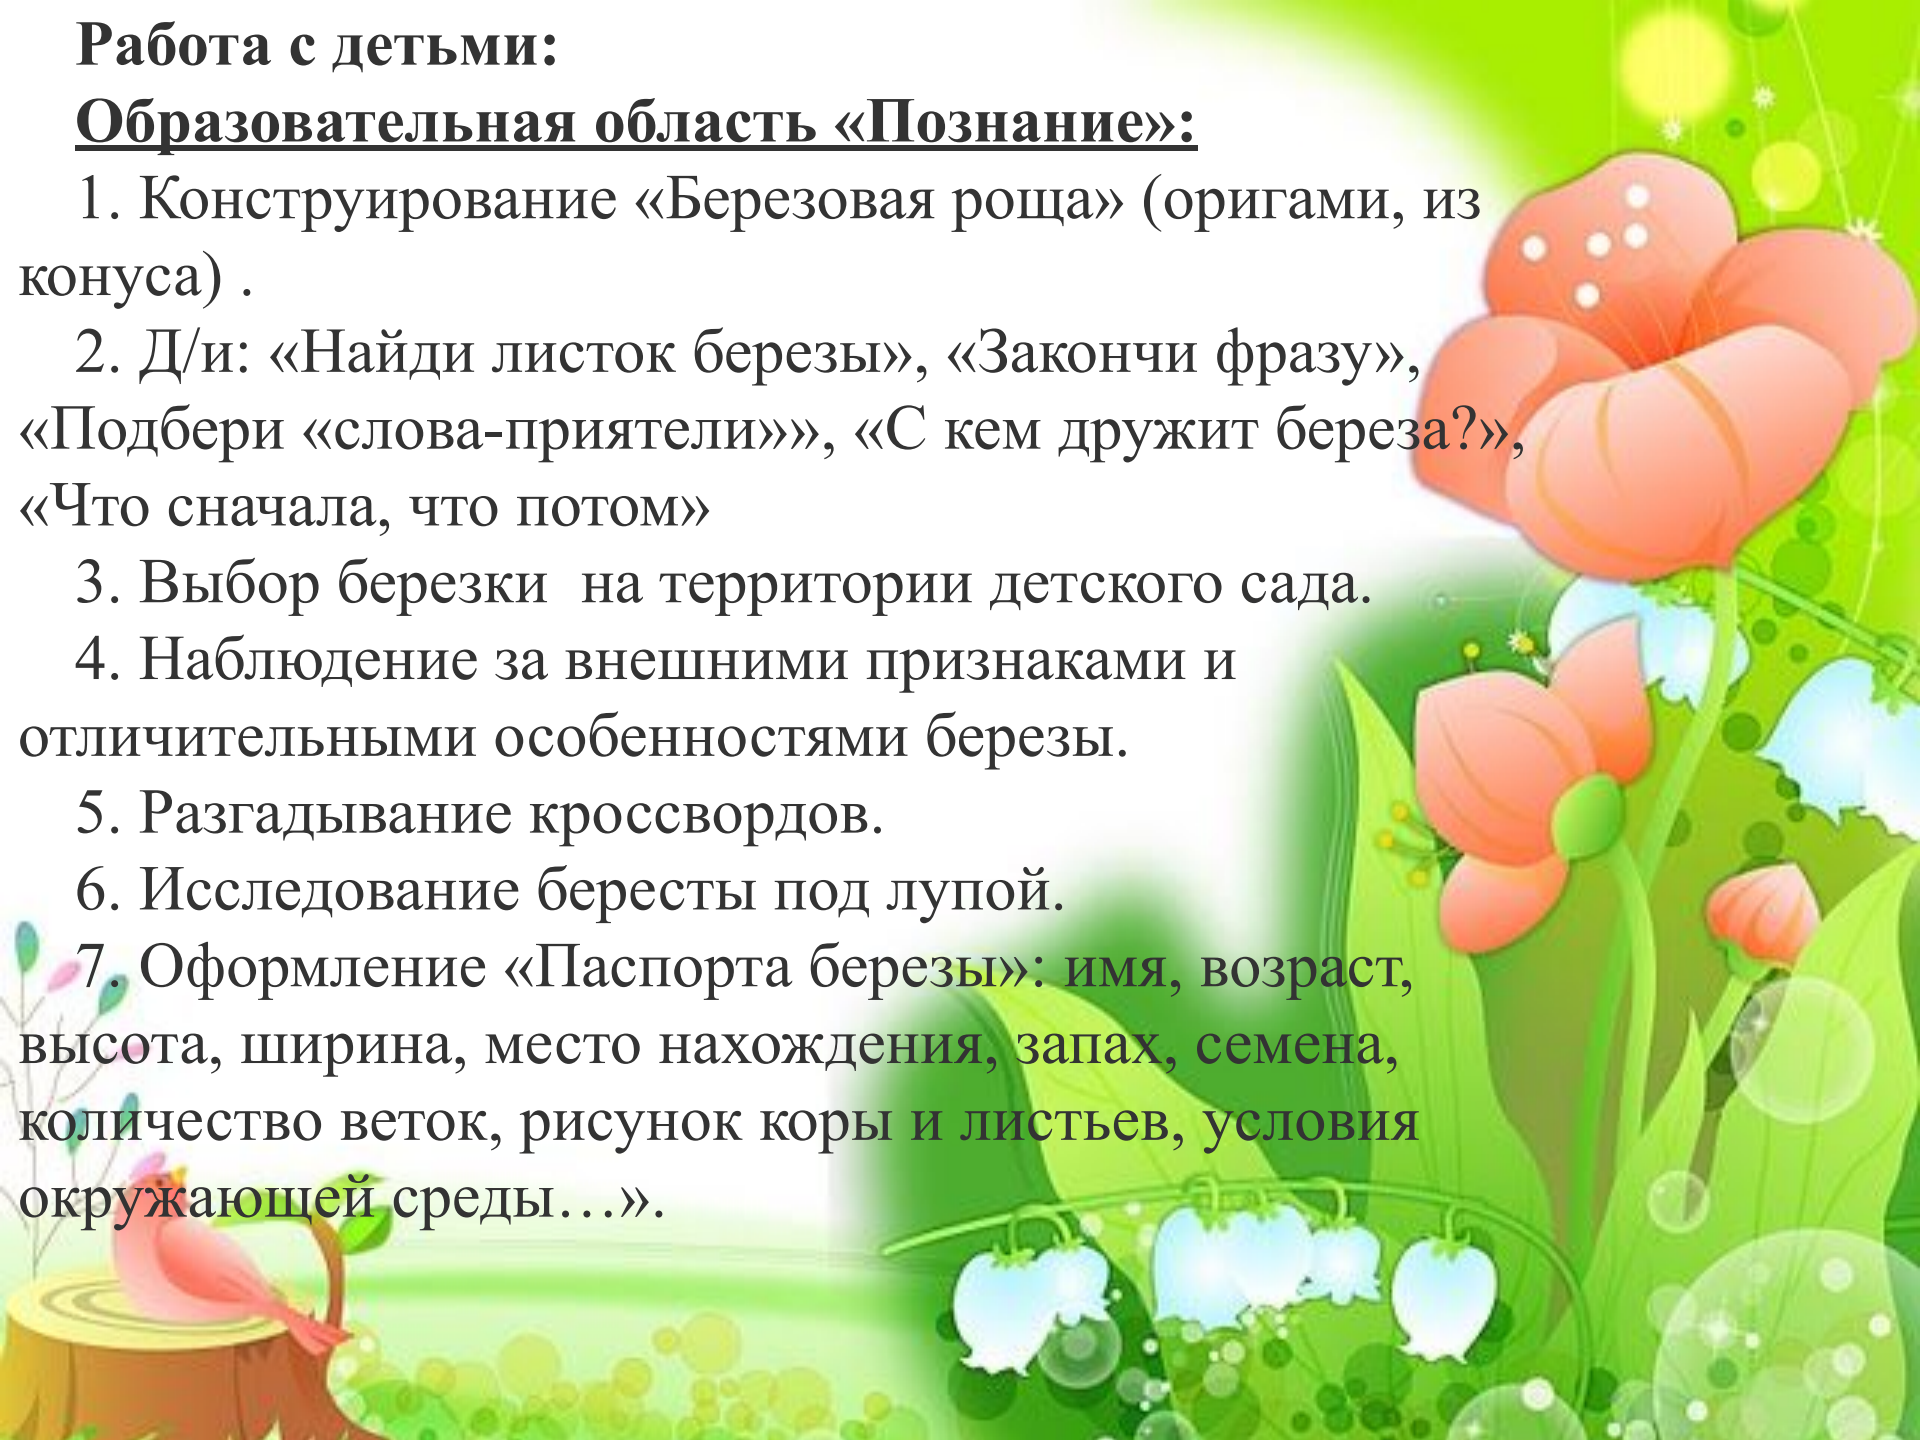 Работа с детьми:
Образовательная область «Познание»:
1. Конструирование «Березовая роща» (оригами, из
конуса) .
2. Д/и: «Найди листок березы», «Закончи фразу»,
«Подбери «слова-приятели»», «С кем дружит береза?»,
«Что сначала, что потом»
3. Выбор березки  на территории детского сада.
4. Наблюдение за внешними признаками и
отличительными особенностями березы.
5. Разгадывание кроссвордов.
6. Исследование бересты под лупой.
7. Оформление «Паспорта березы»: имя, возраст,
высота, ширина, место нахождения, запах, семена,
количество веток, рисунок коры и листьев, условия
окружающей среды…».